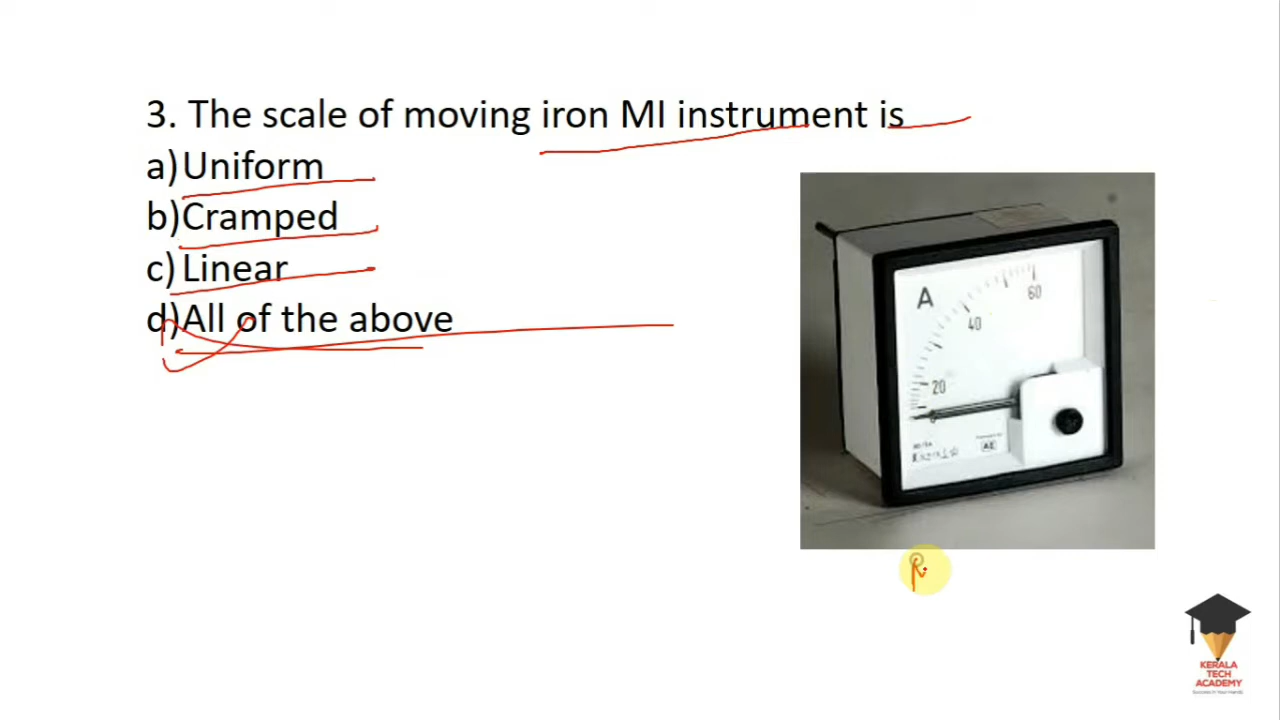 3. The scale of moving iron MI instrument is
a)Uniform
b)Cramped
c)Linear
d)All of the above
A
60
40
20
KERALA
TECH
ACADEMY